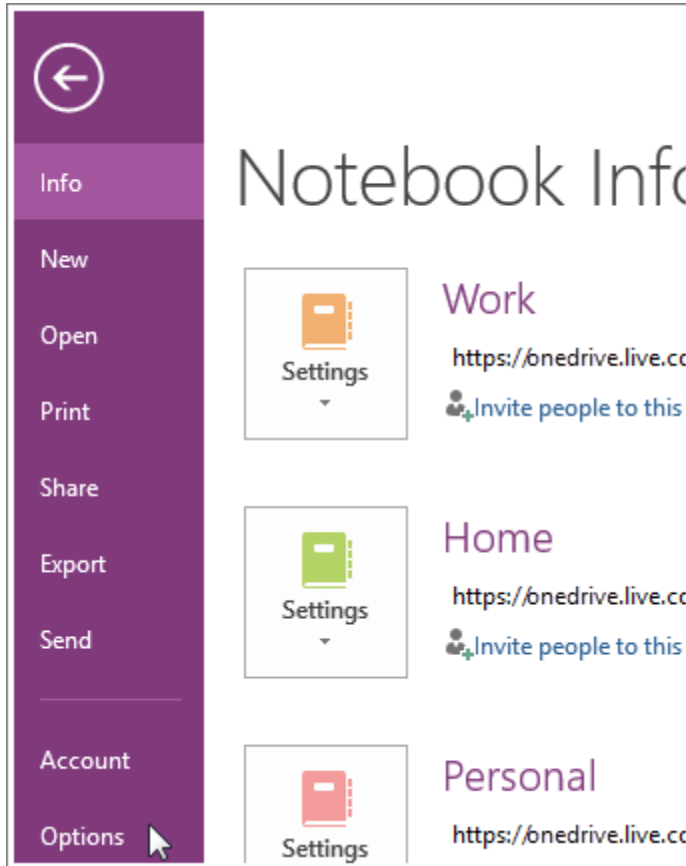 Info
New
Open
Print
Share
Export
Send
Account
Options
Notebook Info
Settings
Work
https://onedrive.live.co
Invite people to this
Settings
Home
https://onedrive.live.co
Invite people to this
Settings
Personal
https://onedrive.live.co